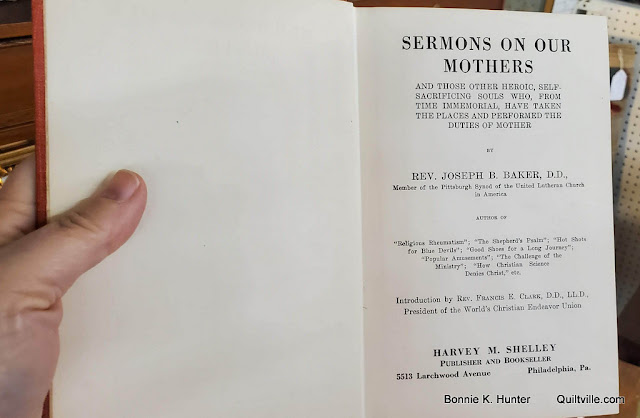 SERMONS ON OUR
MOTHERS
AND THOSE OTHER HEROIC, SELF-
SACRIFICING SOULS WHO, FROM
TIME IMMEMORIAL, HAVE TAKEN
THE PLACES AND PERFORMED THE
DUTIES OF MOTHER
BY
REV. JOSEPH B. BAKER, D.D.,
Member of the Pittsburgh Synod of the United Lutheran Church
in America
AUTHOR OF
"Religious Rheumatism"; "The Shepherd's Psalm"; "Hot Shots
for Blue Devils"; "Good Shoes for a Long Journey";
"Popular Amusements"; "The Challenge of the
Ministry"; "How Christian Science
Denies Christ," etc.
Introduction by REV. FRANCIS E. CLARK, D.D., LL.D.,
President of the World's Christian Endeavor Union
HARVEY M. SHELLEY
PUBLISHER AND BOOKSELLER
5513 Larchwood Avenue Philadelphia, Pa.
Bonnie K. Hunter Quiltville.com